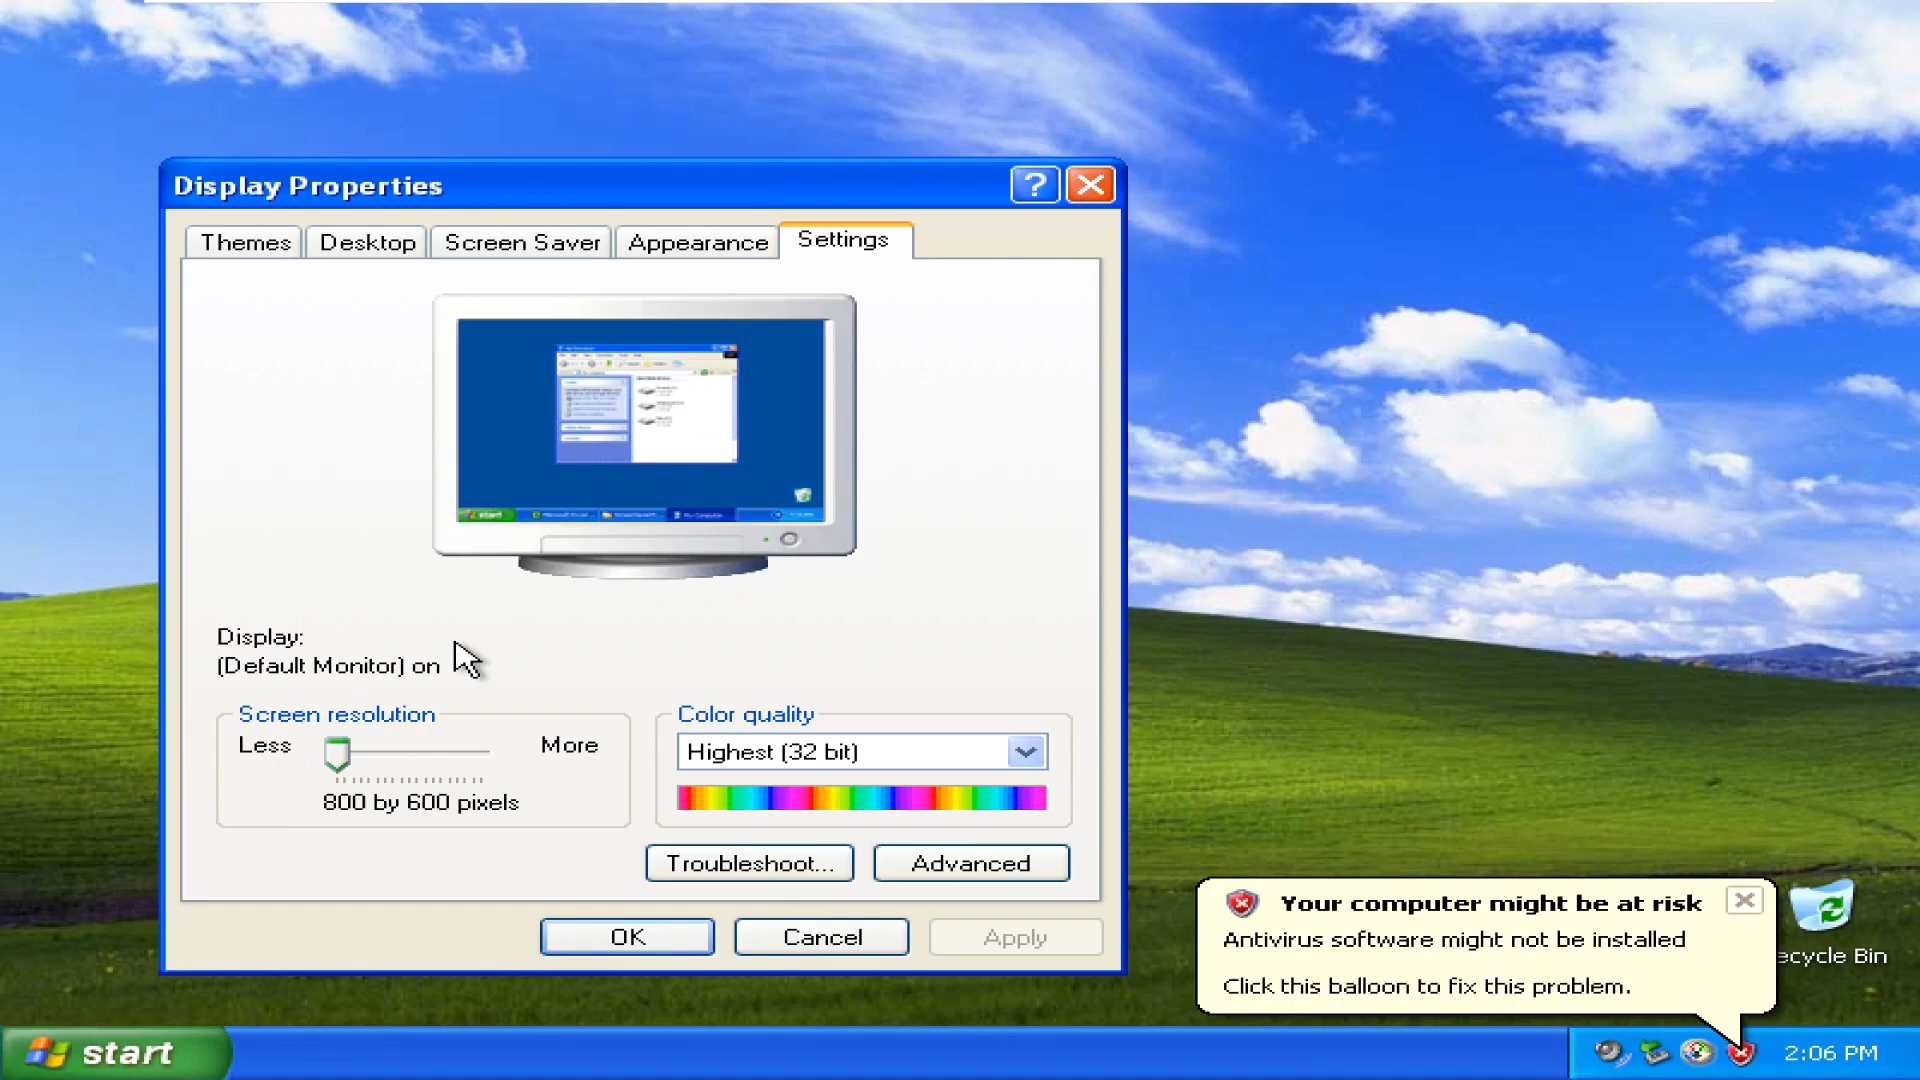 Display Properties
Themes
Desktop
Screen Saver
Appearance
Settings
start
Display:
(Default Monitor) on
Screen resolution
Less
More
800 by 600 pixels
Color quality
Highest (32 bit)
Troubleshoot...
Advanced
OK
Cancel
Apply
Your computer might be at risk
Antivirus software might not be installed
Click this balloon to fix this problem.
ecycle Bin
start
2:06 PM